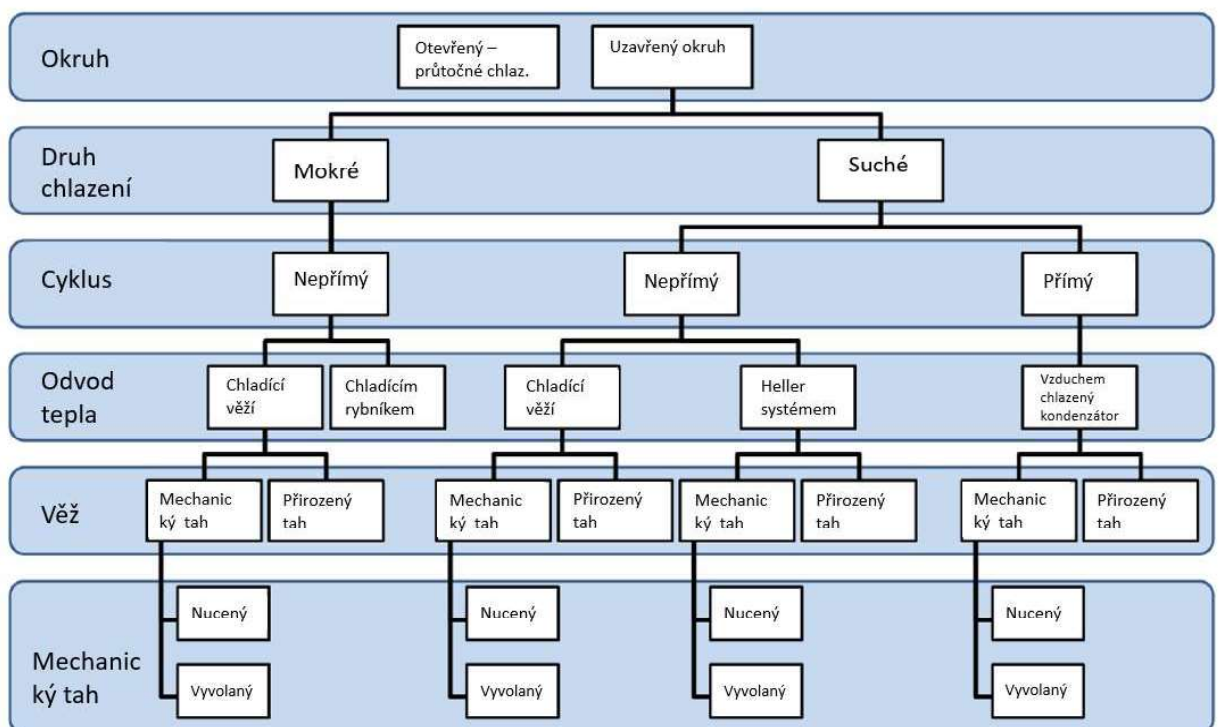 Okruh
Otevřený –
průtočné chlaz.
Uzavřený okruh
Druh
chlazení
Mokré
Suché
Cyklus
Nepřímý
Nepřímý
Přímý
Odvod
tepla
Chladící
věží
Chladícím
rybníkem
Chladící
věží
Heller
systémem
Vzduchem
chlazený
kondenzátor
Věž
Mechanic
ký tah
Přirozený
tah
Mechanic
ký tah
Přirozený
tah
Mechanic
ký tah
Přirozený
tah
Mechanic
ký tah
Přirozený
tah
Mechanic
ký tah
Nucený
Nucený
Nucený
Nucený
Vyvolaný
Vyvolaný
Vyvolaný
Vyvolaný